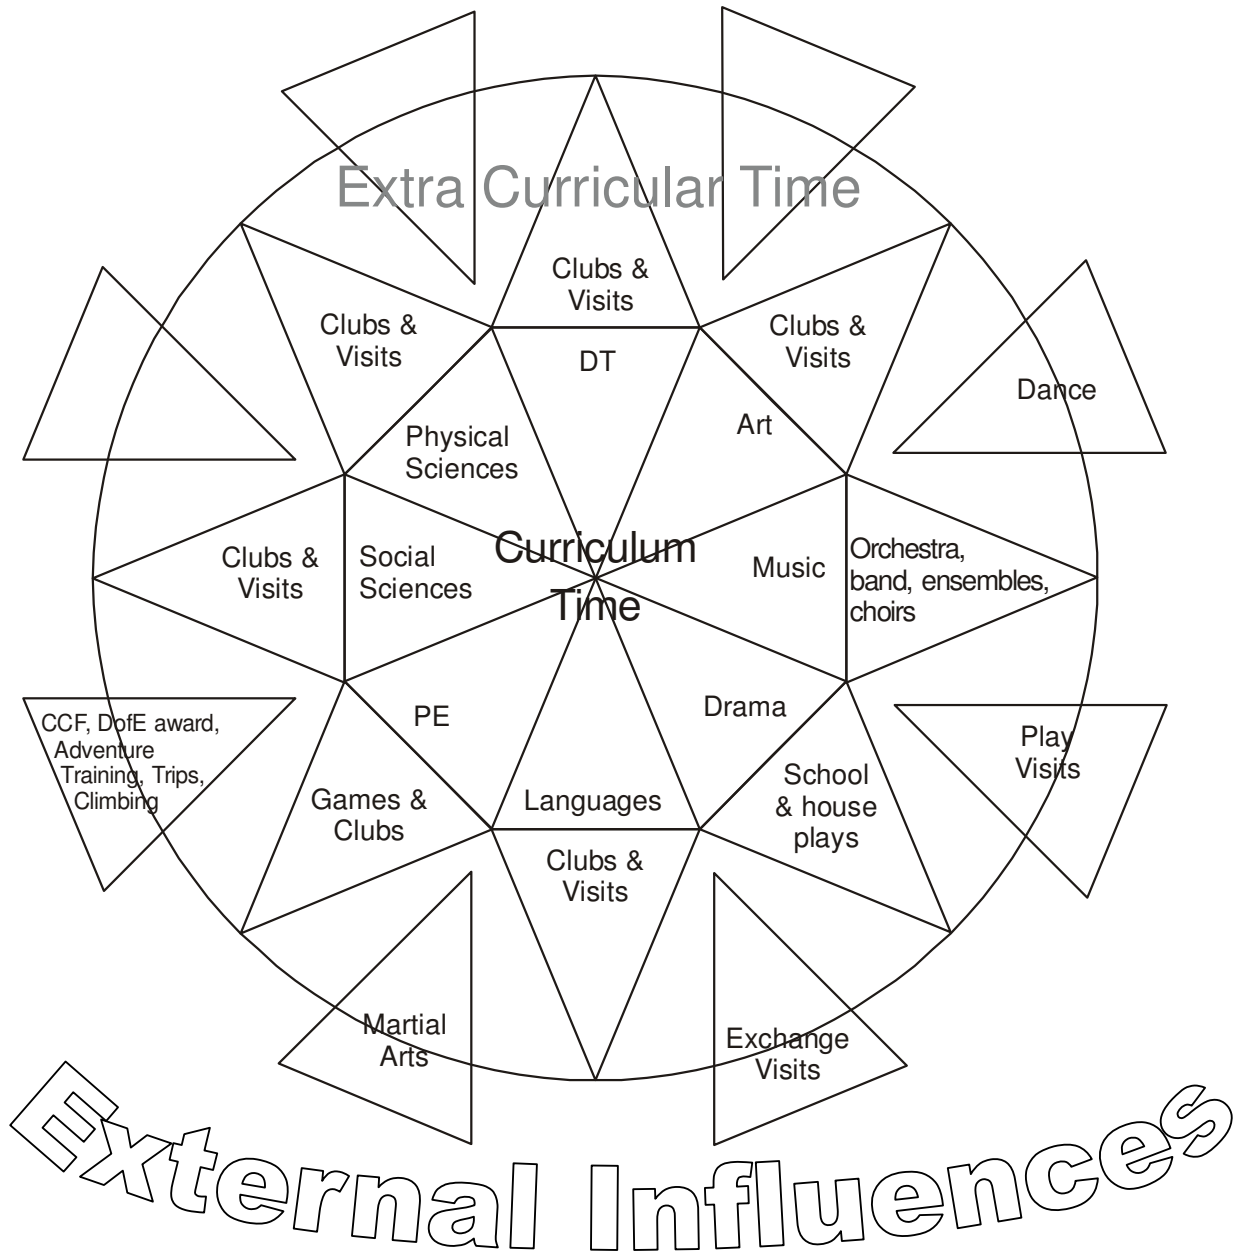 Extra Curricular Time
Clubs &
Visits
Clubs &
Visits
Clubs &
Visits
DT
Dance
Art
Physical
Sciences
Curriculum
Time
Clubs &
Visits
Social
Sciences
Music
Orchestra,
band, ensembles,
choirs
PE
Drama
CCF, DofE award,
Adventure
Training, Trips,
Climbing
Play
Visits
Games &
Clubs
Languages
School
& house
plays
Clubs &
Visits
Martial
Arts
Exchange
Visits
External Influences